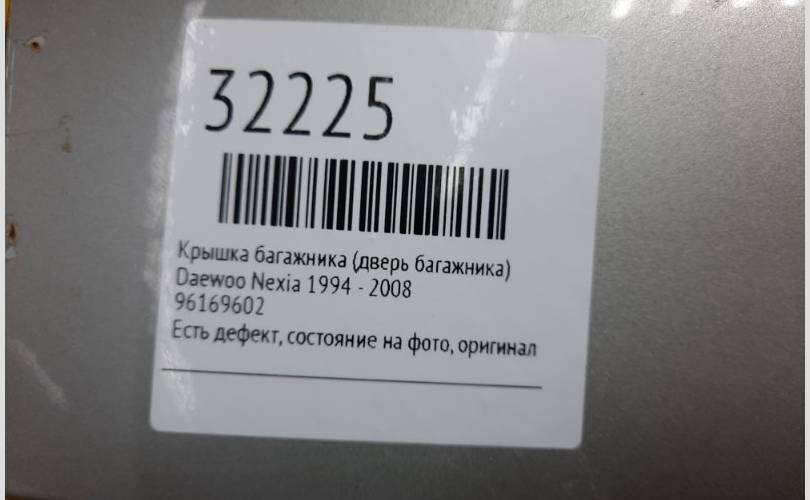 32225
Крышка багажника (дверь багажника)
Daewoo Nexia 1994 - 2008
96169602
Есть дефект, состояние на фото, оригинал